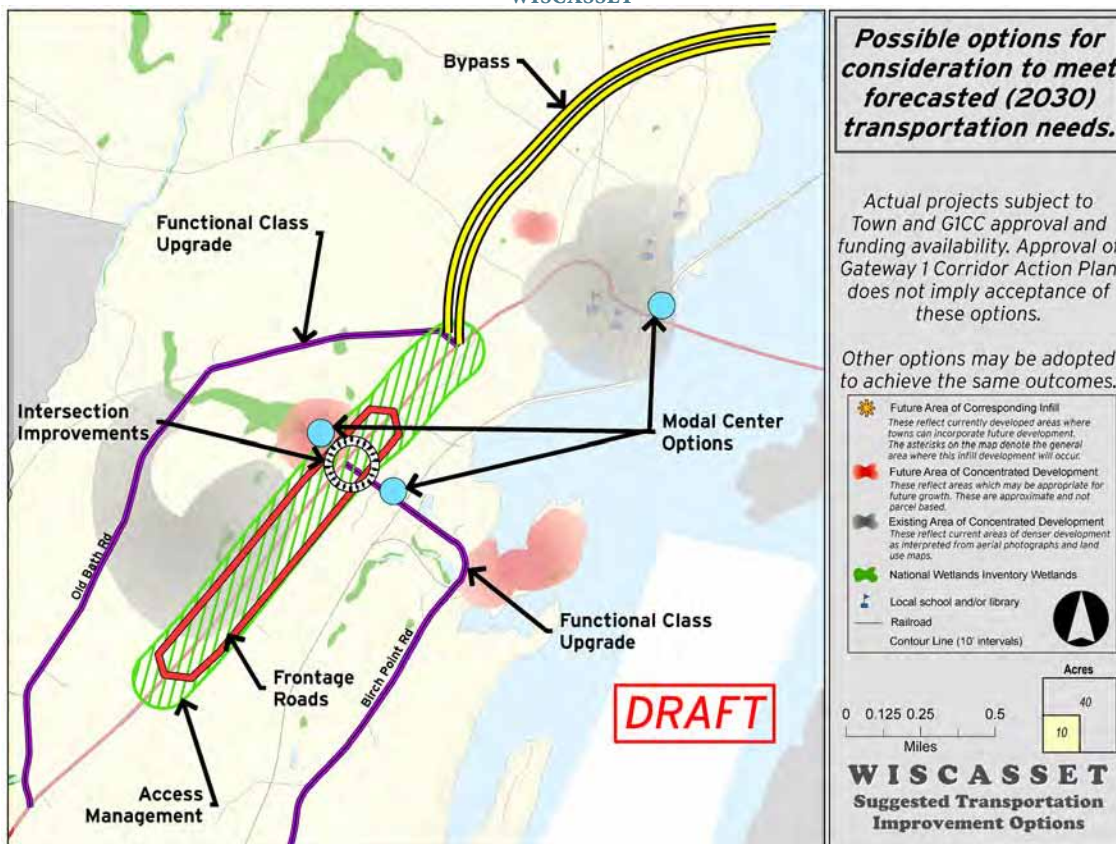 WISCASSET
Bypass
Functional Class
Upgrade
Intersection
Improvements
Modal Center
Options
Old Bath Rd
Birch Point Rd
Functional Class
Upgrade
Frontage
Roads
Access
Management
DRAFT
Possible options for
consideration to meet
forecasted (2030)
transportation needs.
Actual projects subject to
Town and G1CC approval and
funding availability. Approval of
Gateway 1 Corridor Action Plan
does not imply acceptance of
these options.
Other options may be adopted
to achieve the same outcomes.
Future Area of Corresponding Infill
These reflect currently developed areas where
towns can incorporate future development.
The asterisks on the map denote the general
area where this infill development will occur.
Future Area of Concentrated Development
These reflect areas which may be appropriate for
future growth. These are approximate and not
parcel based.
Existing Area of Concentrated Development
These reflect current areas of denser development
as interpreted from aerial photographs and land
use maps.
National Wetlands Inventory Wetlands
Local school and/or library
Railroad
Contour Line (10' intervals)
Acres
40
10
0 0.125 0.25 0.5
Miles
WISCASSET
Suggested Transportation
Improvement Options